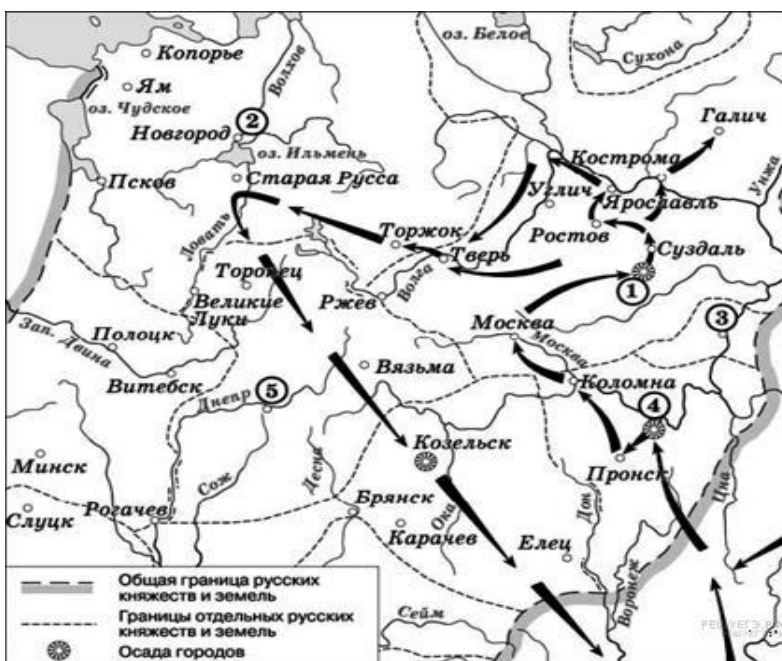 Копорье
Ям
оз. Чудское
Новгород
2
Волхов
оз. Ильмень
Псков
Старая Русса
Ловать
оз. Белое
Сухона
Галич
Кострома
Унжа
Углич
Ярославль
Ростов
Суздаль
1
Торжок
Тверь
Волга
Торопец
Великие
Луки
Ржев
Москва
Москва
3
Зап. Двина
Полоцк
Витебск
Вязьма
Коломна
Днепр
5
4
Козельск
Пронск
Минск
Сож
Десна
Цна
Слуцк
Рогачев
Брянск
Ока
Дон
Карачев
Елец
Воронеж
Сейм
Общая граница русских
княжеств и земель
Границы отдельных русских
княжеств и земель
Осада городов